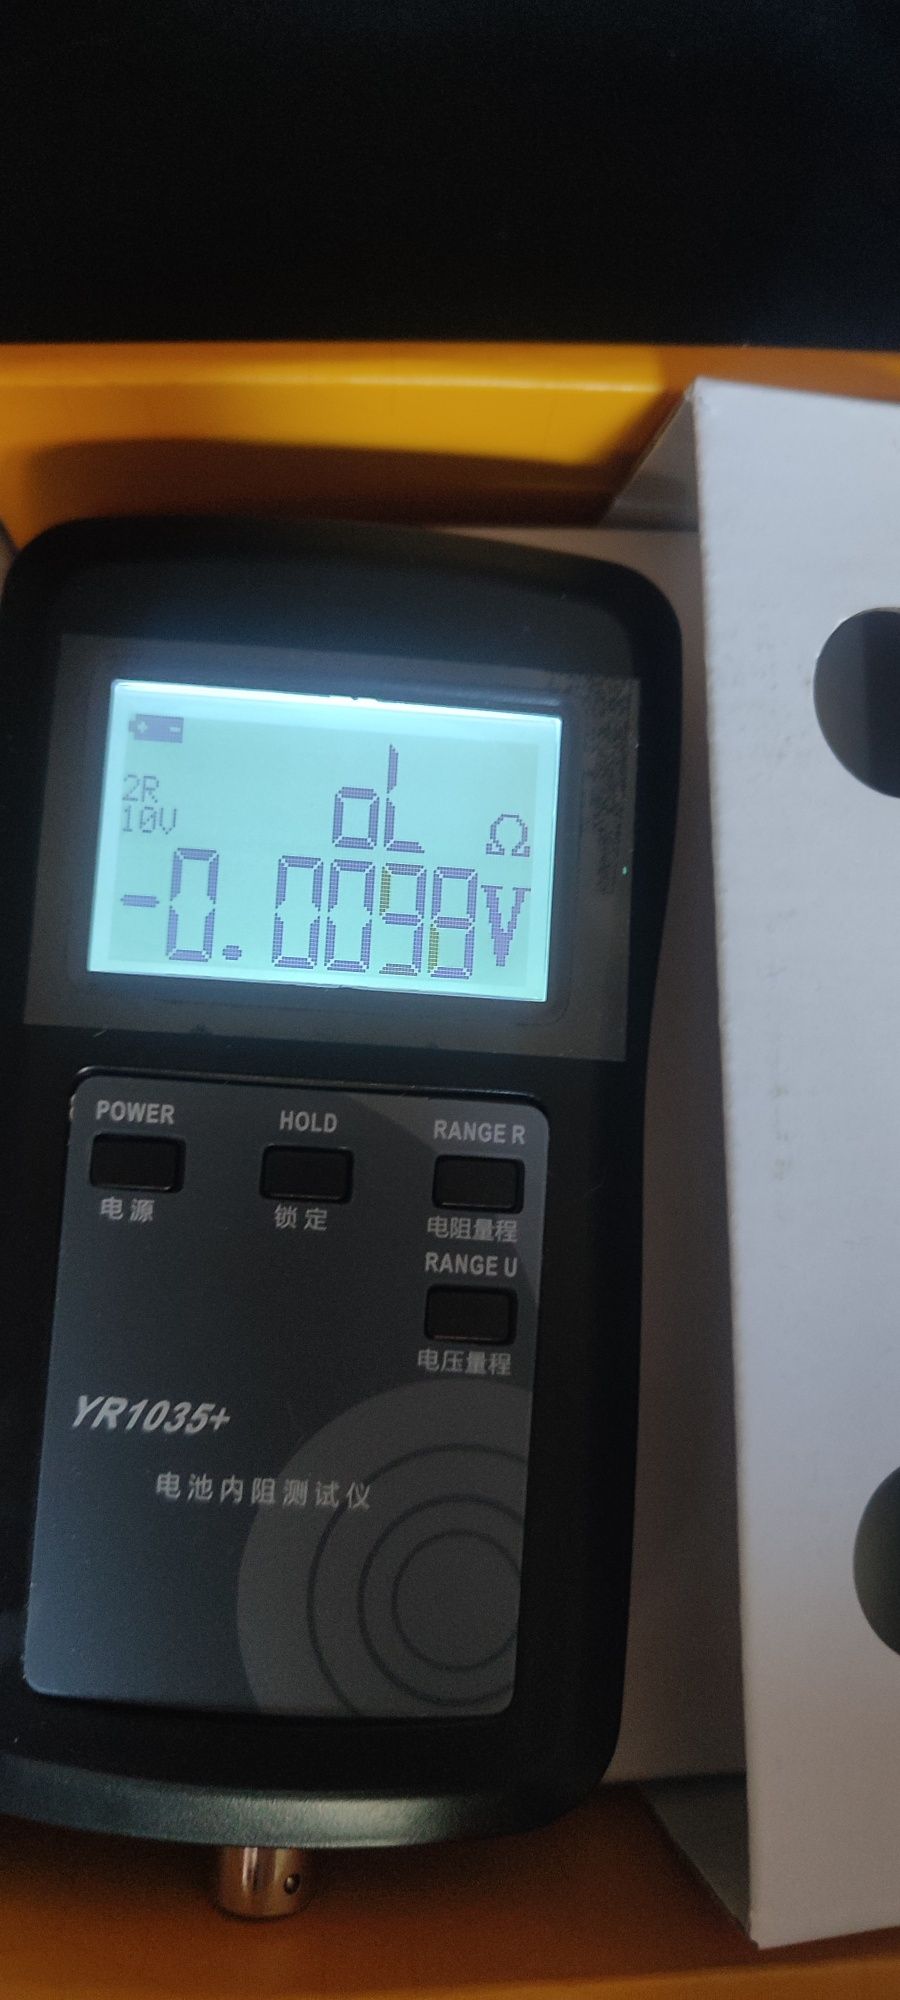 2R
10V
oL Ω
-0.0098V
POWER
HOLD
RANGE R
电源
锁定
电阻量程
RANGE U
电压量程
YR1035+
电池内阻测试仪